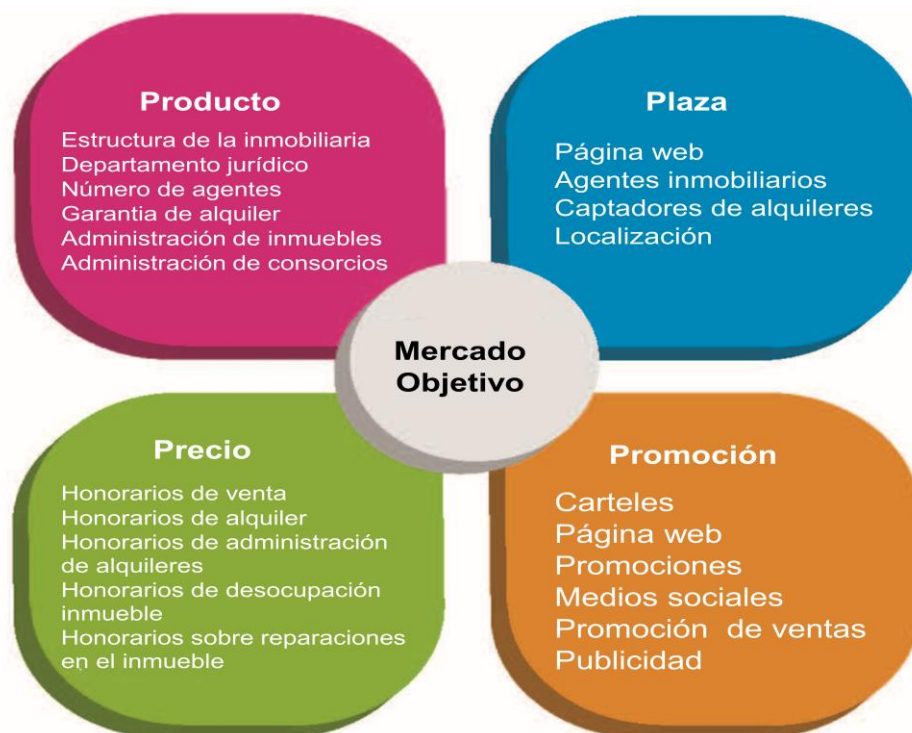 Producto
Estructura de la inmobiliaria
Departamento jurídico
Número de agentes
Garantia de alquiler
Administración de inmuebles
Administración de consorcios
Plaza
Página web
Agentes inmobiliarios
Captadores de alquileres
Localización
Mercado
Objetivo
Precio
Honorarios de venta
Honorarios de alquiler
Honorarios de administración
de alquileres
Honorarios de desocupación
inmueble
Honorarios sobre reparaciones
en el inmueble
Promoción
Carteles
Página web
Promociones
Medios sociales
Promoción  de ventas
Publicidad